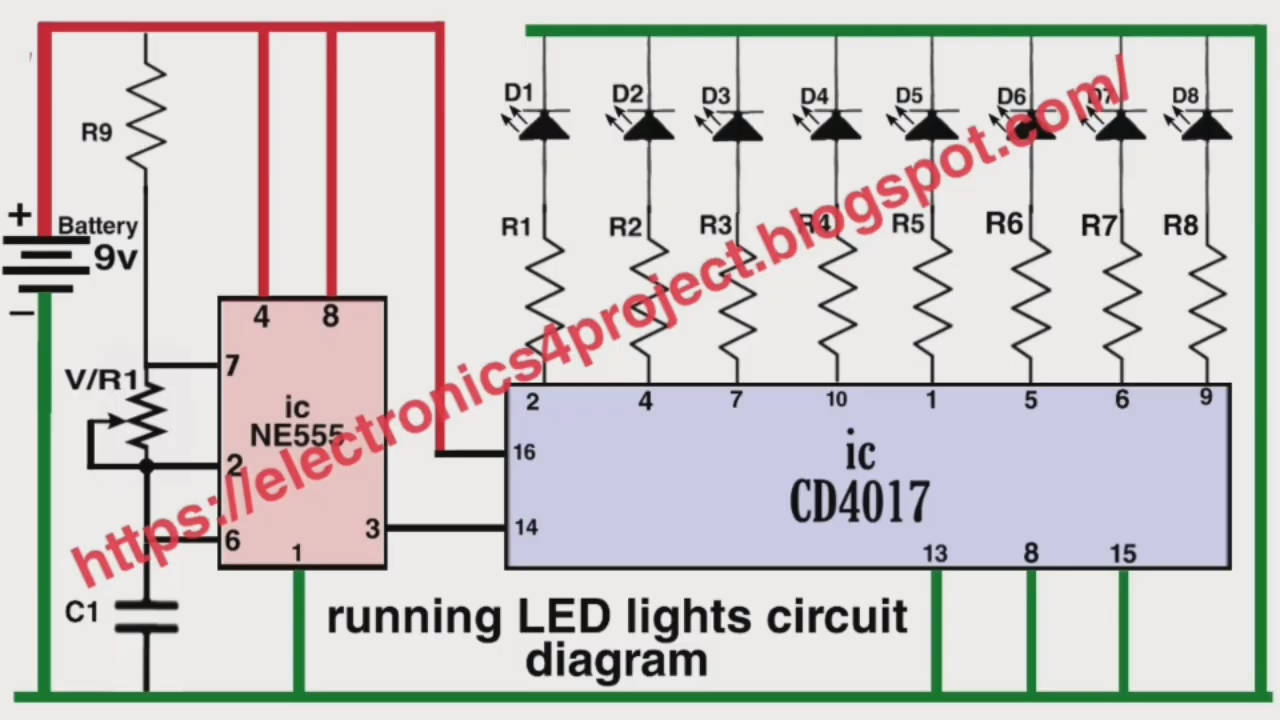 D1 D2 D3 D4 D5 D6 D7 D8
R9
+ Battery
9v
−
R1 R2 R3 R4 R5 R6 R7 R8
4 8
7
V/R1
ic
NE555
2
6
3
1
C1
2 4 7 10 1 5 6 9
16
ic
CD4017
14
13 8 15
https://electronics4project.blogspot.com/
running LED lights circuit
diagram